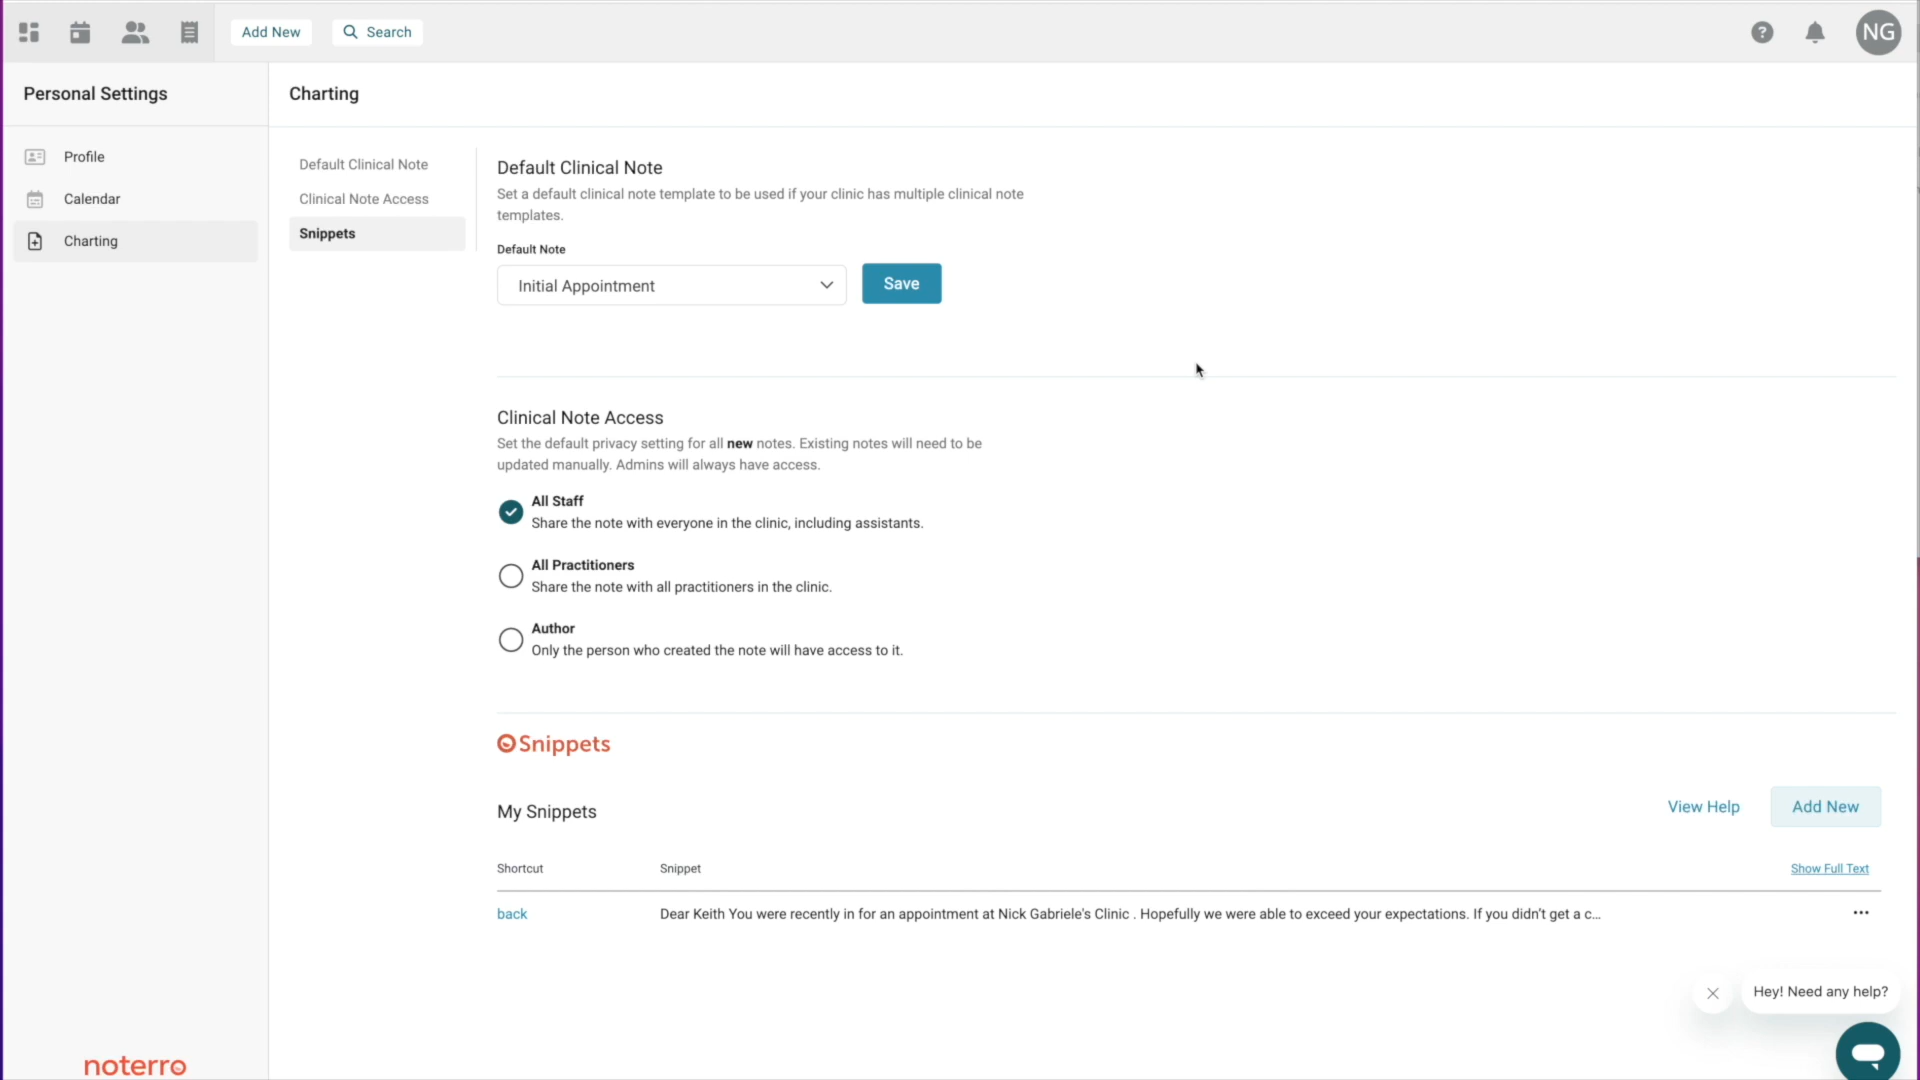 Add New
Search
NG
Personal Settings
Charting
Profile
Calendar
Charting
Default Clinical Note
Clinical Note Access
Snippets
Default Clinical Note
Set a default clinical note template to be used if your clinic has multiple clinical note
templates.
Default Note
Initial Appointment
Save
Clinical Note Access
Set the default privacy setting for all new notes. Existing notes will need to be
updated manually. Admins will always have access.
All Staff
Share the note with everyone in the clinic, including assistants.
All Practitioners
Share the note with all practitioners in the clinic.
Author
Only the person who created the note will have access to it.
Snippets
My Snippets
View Help
Add New
Shortcut
Snippet
Show Full Text
back
Dear Keith You were recently in for an appointment at Nick Gabriele's Clinic . Hopefully we were able to exceed your expectations. If you didn't get a c...
Hey! Need any help?
noterro